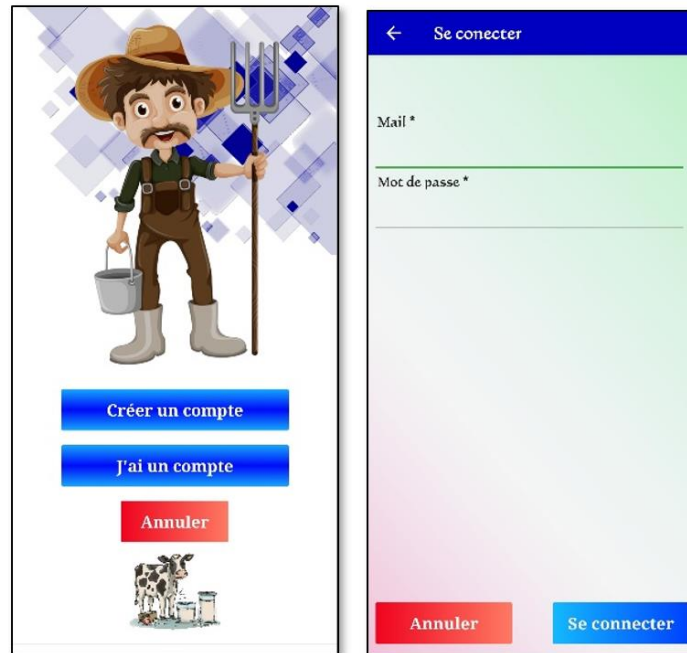 Créer un compte
J'ai un compte
Annuler
Se conecter
Mail *
Mot de passe *
Annuler
Se connecter